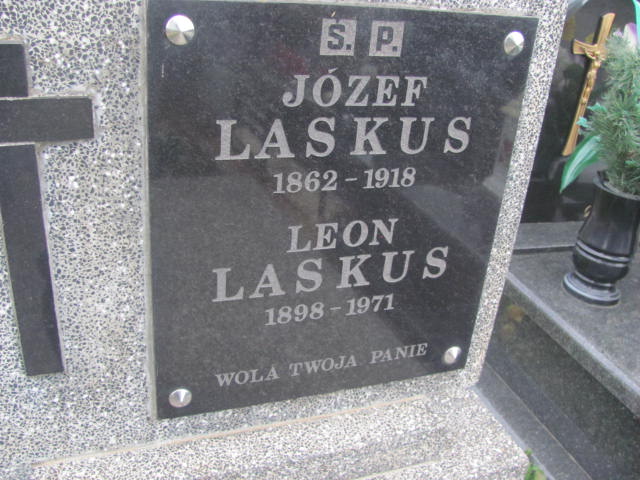 Ś. P.
JÓZEF
LASKUS
1862-1918
LEON
LASKUS
1898-1971
WOLA TWOJA PANIE